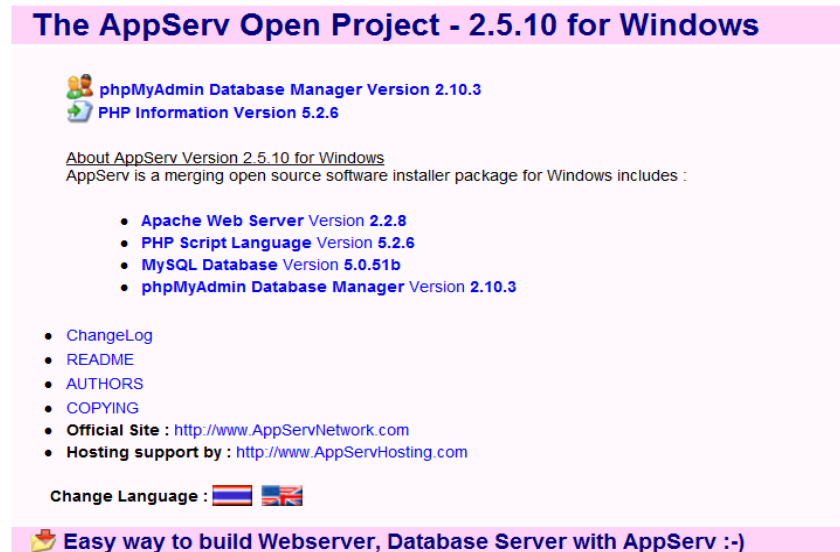 The AppServ Open Project - 2.5.10 for Windows
phpMyAdmin Database Manager Version 2.10.3
PHP Information Version 5.2.6
About AppServ Version 2.5.10 for Windows
AppServ is a merging open source software installer package for Windows includes :
● Apache Web Server Version 2.2.8
● PHP Script Language Version 5.2.6
● MySQL Database Version 5.0.51b
● phpMyAdmin Database Manager Version 2.10.3
● ChangeLog
● README
● AUTHORS
● COPYING
● Official Site : http://www.AppServNetwork.com
● Hosting support by : http://www.AppServHosting.com
Change Language :
Easy way to build Webserver, Database Server with AppServ :-)